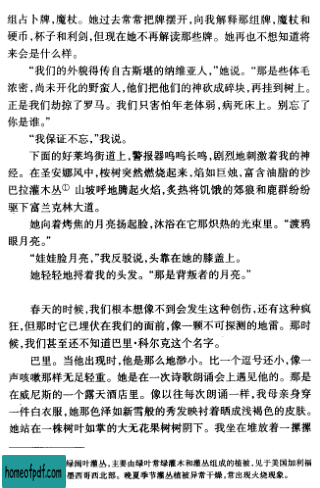 组占卜牌,魔杖。她过去常常把牌摆开,向我解释那组牌,魔杖和
硬币,杯子和利剑,但现在她不再解读那些牌。她再也不想知道将
来会是什么样。
“我们的外貌得传自古斯堪的纳维亚人,”她说。“那是些体毛
浓密,尚未开化的野蛮人,他们把他们的神砍成碎块,再挂到树上。
正是我们劫掠了罗马。我们只害怕年老体弱,病死床上。别忘了
你是谁。”
“我保证不忘,”我说。
下面的好莱坞街道上,警报器呜呜长鸣,剧烈地刺激着我的神
经。在圣安娜风中,桉树突然燃烧起来,焰如巨烛,富含油脂的沙
巴拉灌木丛① 山坡呼地腾起火焰,炙热将饥饿的郊狼和鹿群纷纷
驱下富兰克林大道。
她向着烤焦的月亮扬起脸,沐浴在它那炽热的光束里。“渡鸦
眼月亮。”
“娃娃脸月亮,”我反驳说,头靠在她的膝盖上。
她轻轻地捋着我的头发。“那是背叛者的月亮。”
春天的时候,我们根本想像不到会发生这种创伤,还有这种疯
狂,但那时它已埋伏在我们的面前,像一颗不可探测的地雷。那时
候,我们甚至还不知道巴里·科尔克这个名字。
巴里。当他出现时,他是那么地渺小。比一个逗号还小,像一
声咳嗽那样无足轻重。她是在一次诗歌朗诵会上遇见他的。那是
在威尼斯的一个露天酒店里。像以往每次朗诵一样,我母亲身穿
一件白衣服,她那色泽如新雪般的秀发映衬着晒成浅褐色的皮肤。
她站在一株树叶如掌的大无花果树树阴下。我坐在堆放着一摞摞
绿阔叶灌丛,主要由绿叶常绿灌木和灌丛组成的植被,见于美国加利福
墨西哥西北部。晚夏季节灌丛植被异常干燥,常出现火烧现象。
homeofpdf.com